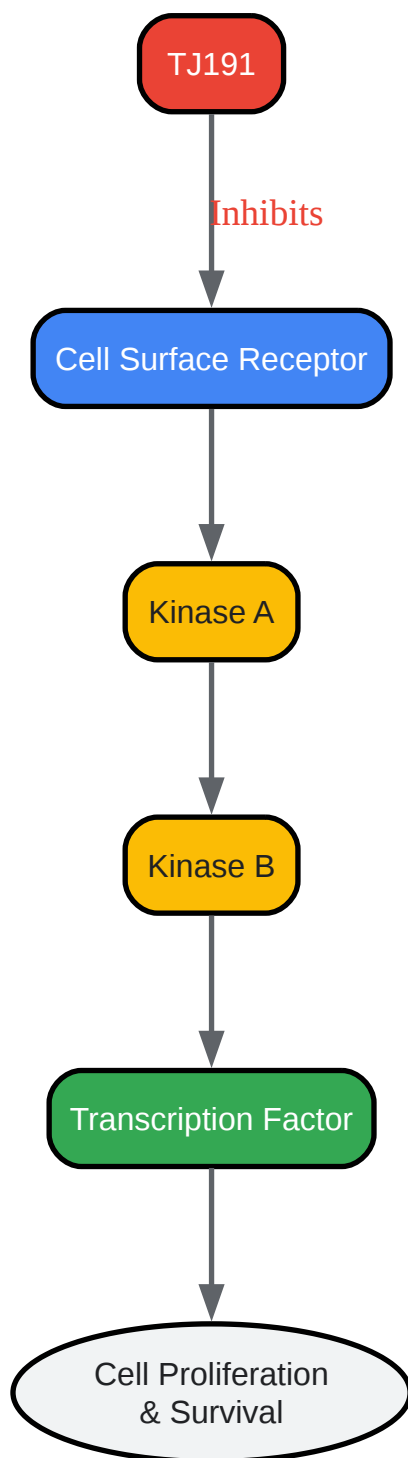 TJ191
Inhibits
Cell Surface Receptor
Kinase A
Kinase B
Transcription Factor
Cell Proliferation
& Survival